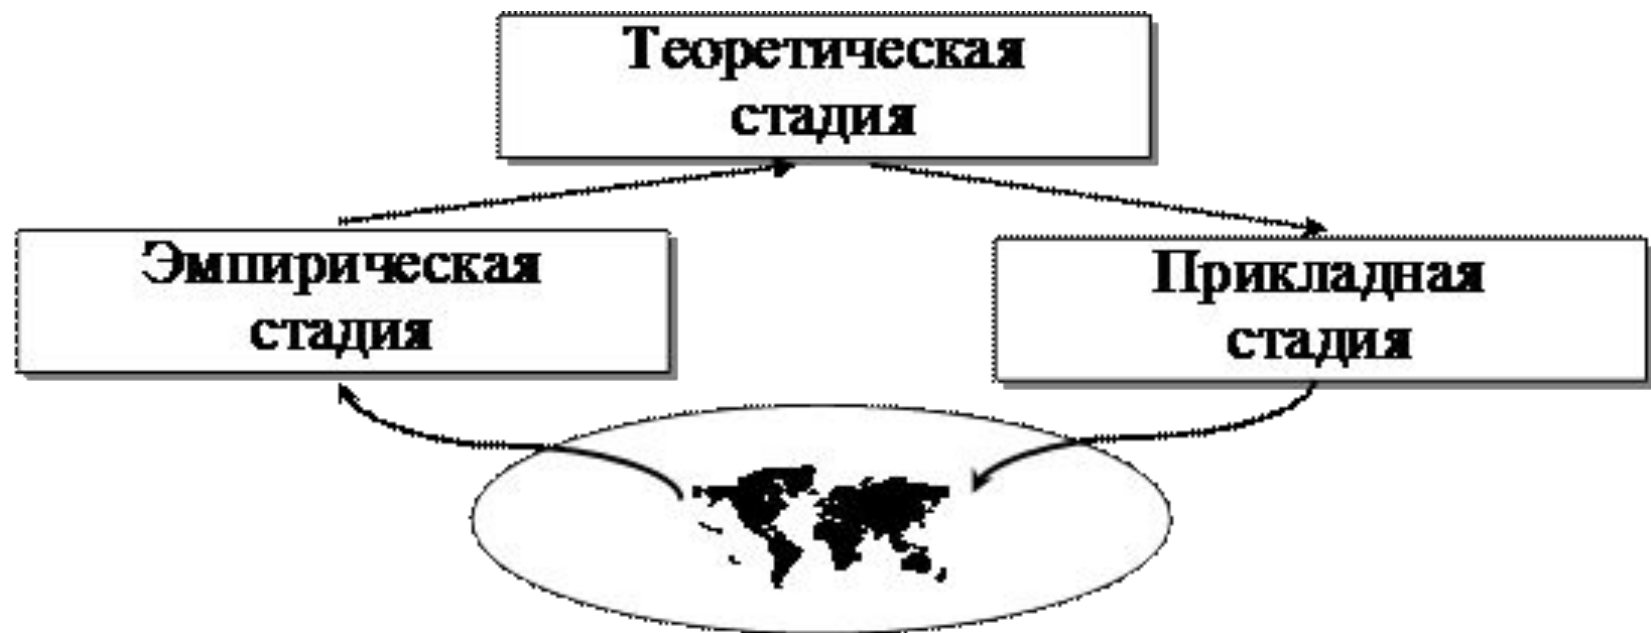 Теоретическая
стадия
Эмпирическая
стадия
Прикладная
стадия